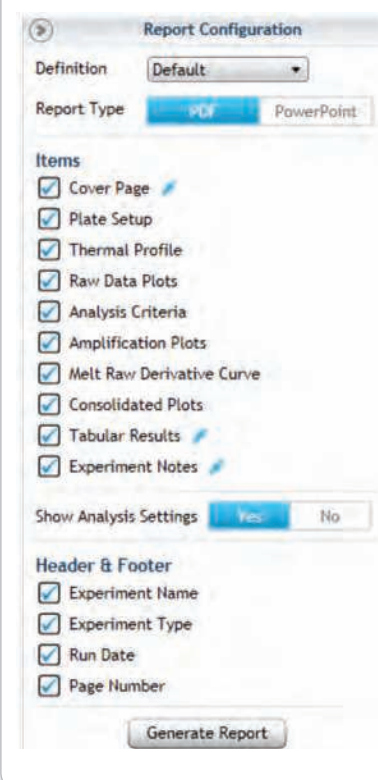 Report Configuration
Definition Default
Report Type PDF PowerPoint
Items
Cover Page
Plate Setup
Thermal Profile
Raw Data Plots
Analysis Criteria
Amplification Plots
Melt Raw Derivative Curve
Consolidated Plots
Tabular Results
Experiment Notes
Show Analysis Settings Yes No
Header & Footer
Experiment Name
Experiment Type
Run Date
Page Number
Generate Report